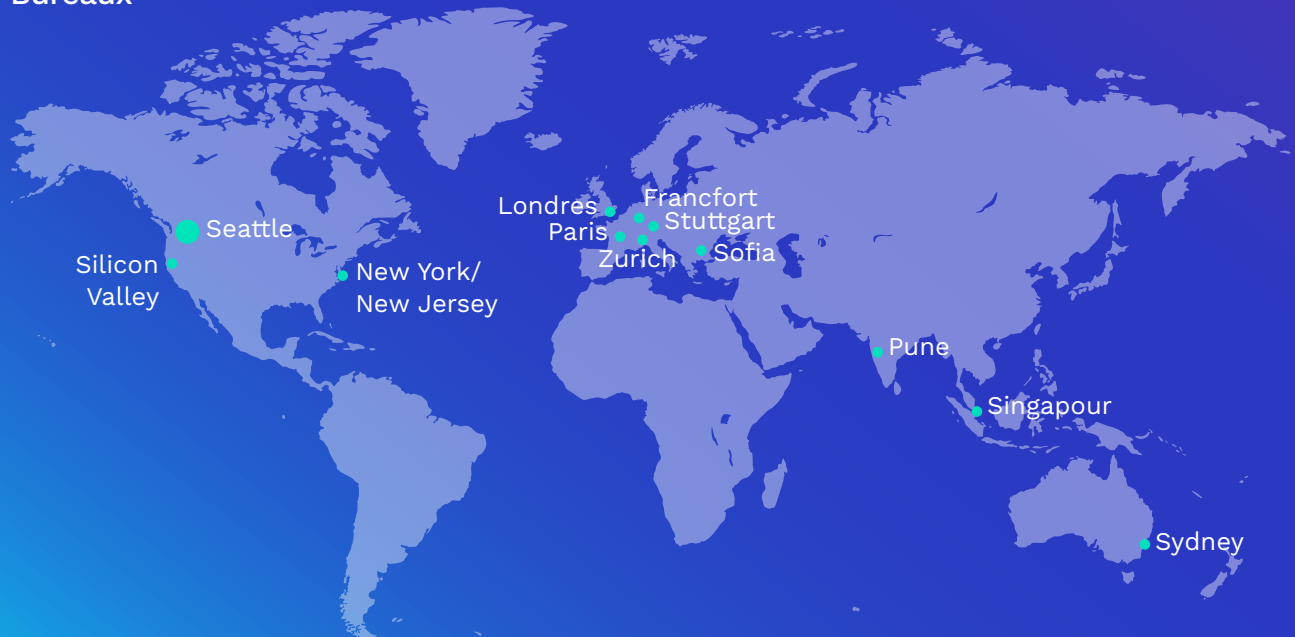 Bureaux
Londres
Francfort
Stuttgart
Paris
Zurich
Sofia
Seattle
Silicon
Valley
New York/
New Jersey
Pune
Singapour
Sydney